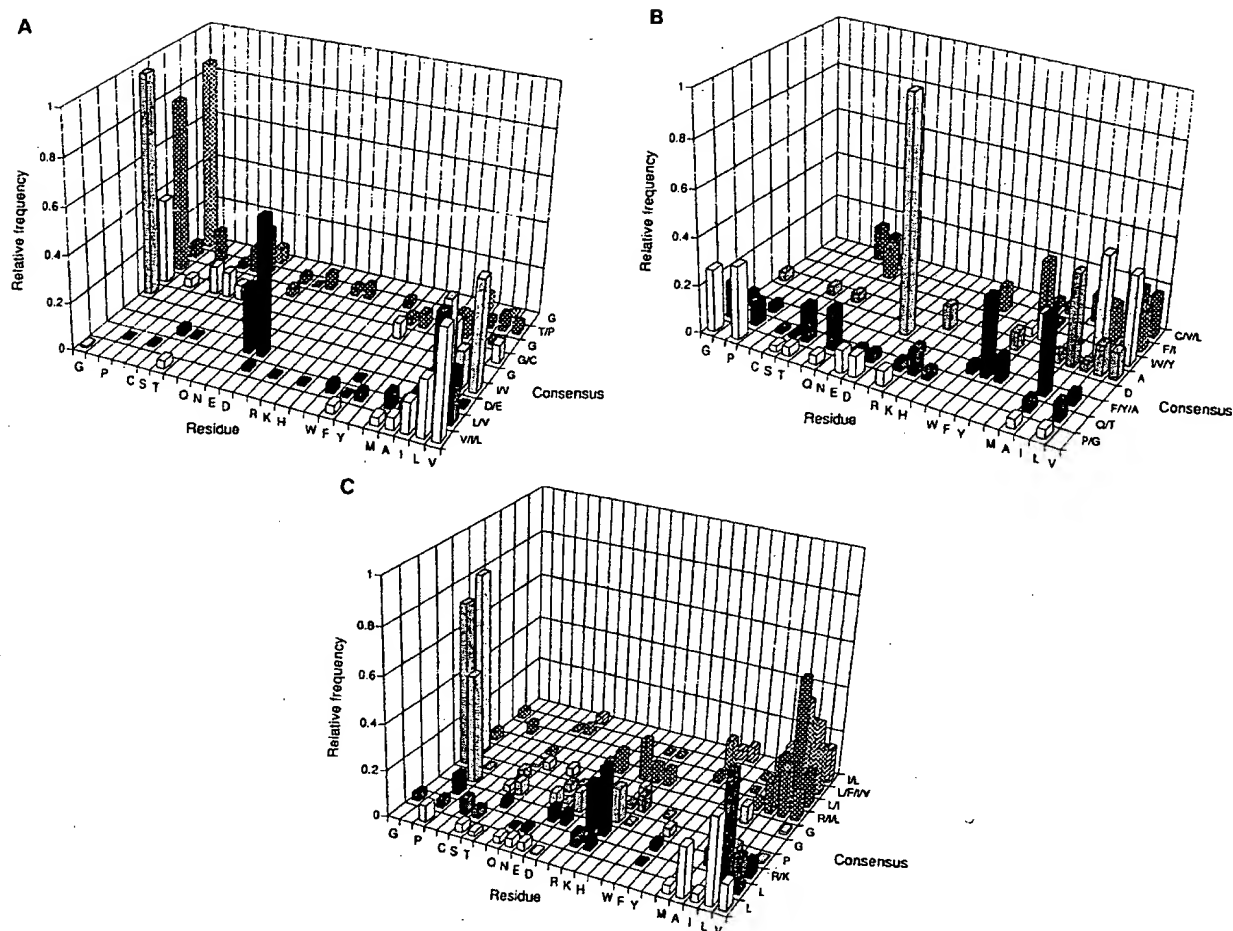 A
Relative frequency
1
0.8
0.6
0.4
0.2
0
G P C S T Q N E D R K H W F Y M A I L V
Residue
G
T/P
G
G/C
G
I/V
D/E
L/V
V/I/L
Consensus
B
Relative frequency
1
0.8
0.6
0.4
0.2
0
G P C S T Q N E D R K H W F Y M A I L V
Residue
C/V/L
F/I
I/V/Y
A
D
F/Y/A
Q/T
P/G
Consensus
C
Relative frequency
1
0.8
0.6
0.4
0.2
0
G P C S T Q N E D R K H W F Y M A I L V
Residue
I/L
L/F/I/V
L/I
R/I/L
G
G
P
R/K
L
L
Consensus